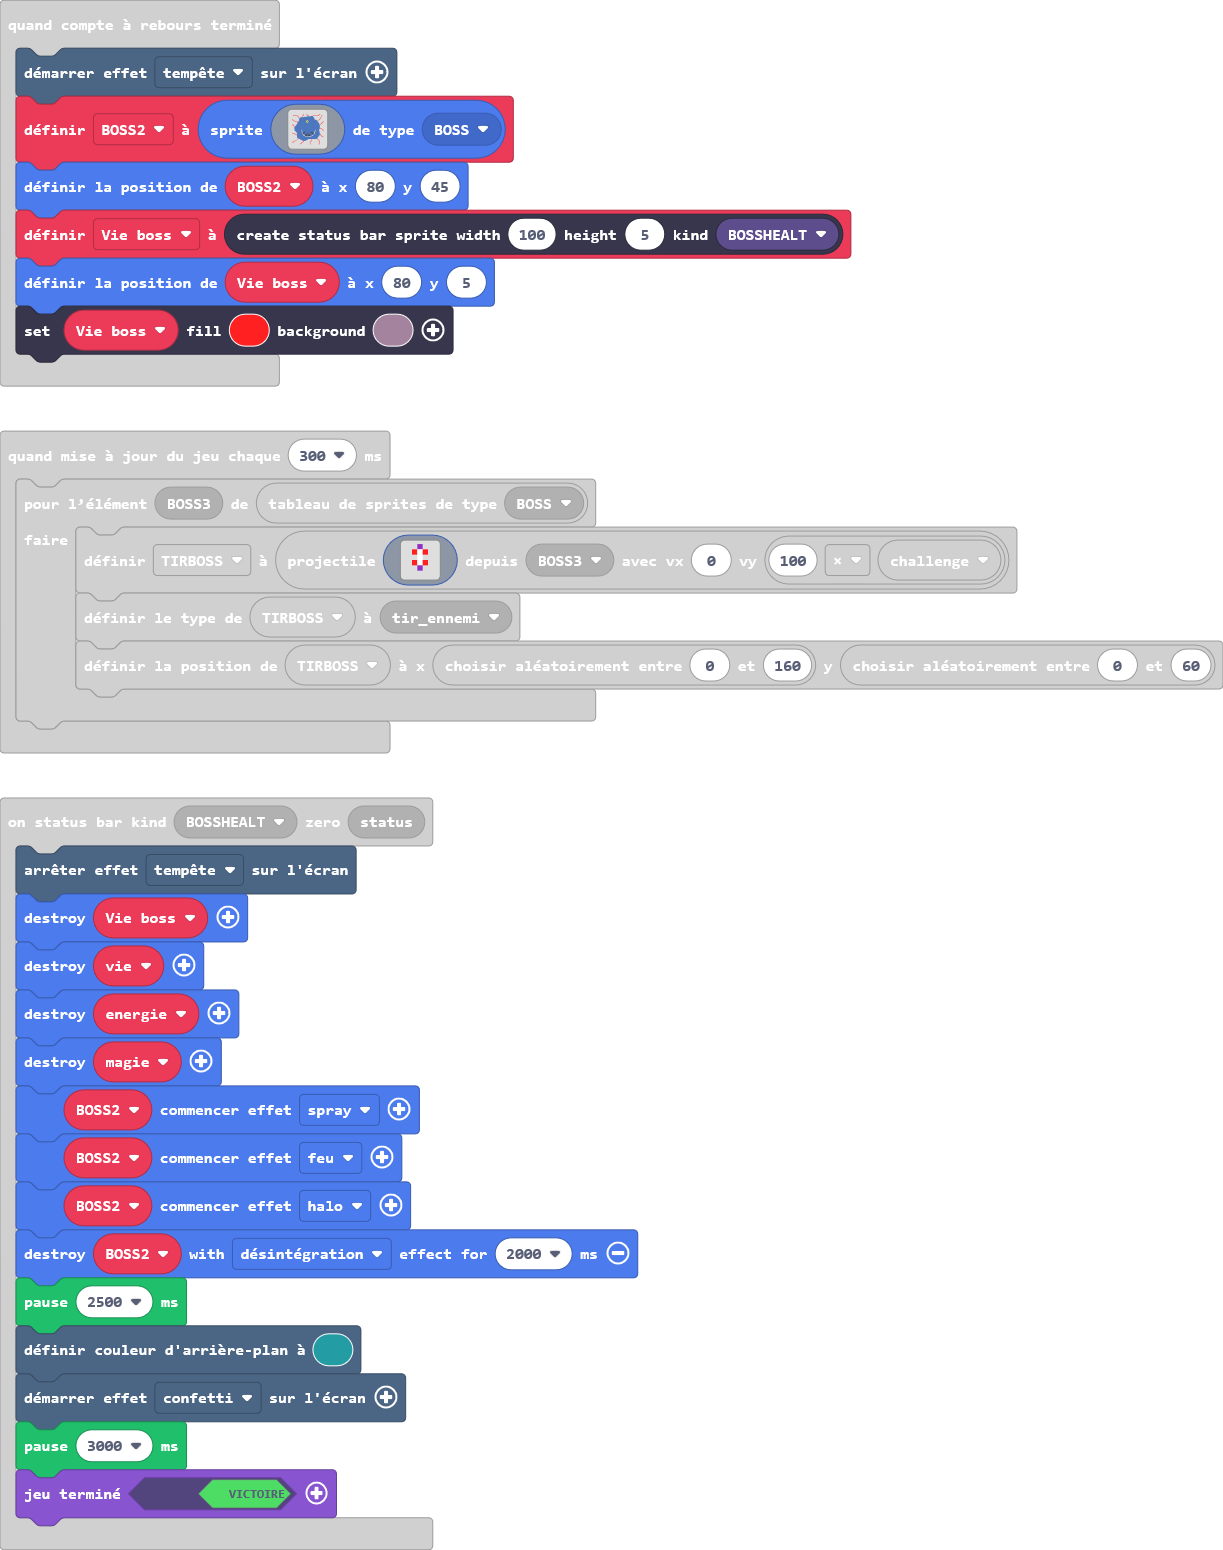 quand compte à rebours terminé
démarrer effet tempête sur l'écran
définir BOSS2 à sprite de type BOSS
définir la position de BOSS2 à x 80 y 45
définir Vie boss à create status bar sprite width 100 height 5 kind BOSSHEALT
définir la position de Vie boss à x 80 y 5
set Vie boss fill background
quand mise à jour du jeu chaque 300 ms
pour l’élément BOSS3 de tableau de sprites de type BOSS
faire
définir TIRBOSS à projectile depuis BOSS3 avec vx 0 vy 100 × challenge
définir le type de TIRBOSS à tir_ennemi
définir la position de TIRBOSS à x choisir aléatoirement entre 0 et 160 y choisir aléatoirement entre 0 et 60
on status bar kind BOSSHEALT zero status
arrêter effet tempête sur l'écran
destroy Vie boss
destroy vie
destroy energie
destroy magie
BOSS2 commencer effet spray
BOSS2 commencer effet feu
BOSS2 commencer effet halo
destroy BOSS2 with désintégration effect for 2000 ms
pause 2500 ms
définir couleur d'arrière-plan à
démarrer effet confetti sur l'écran
pause 3000 ms
jeu terminé VICTOIRE